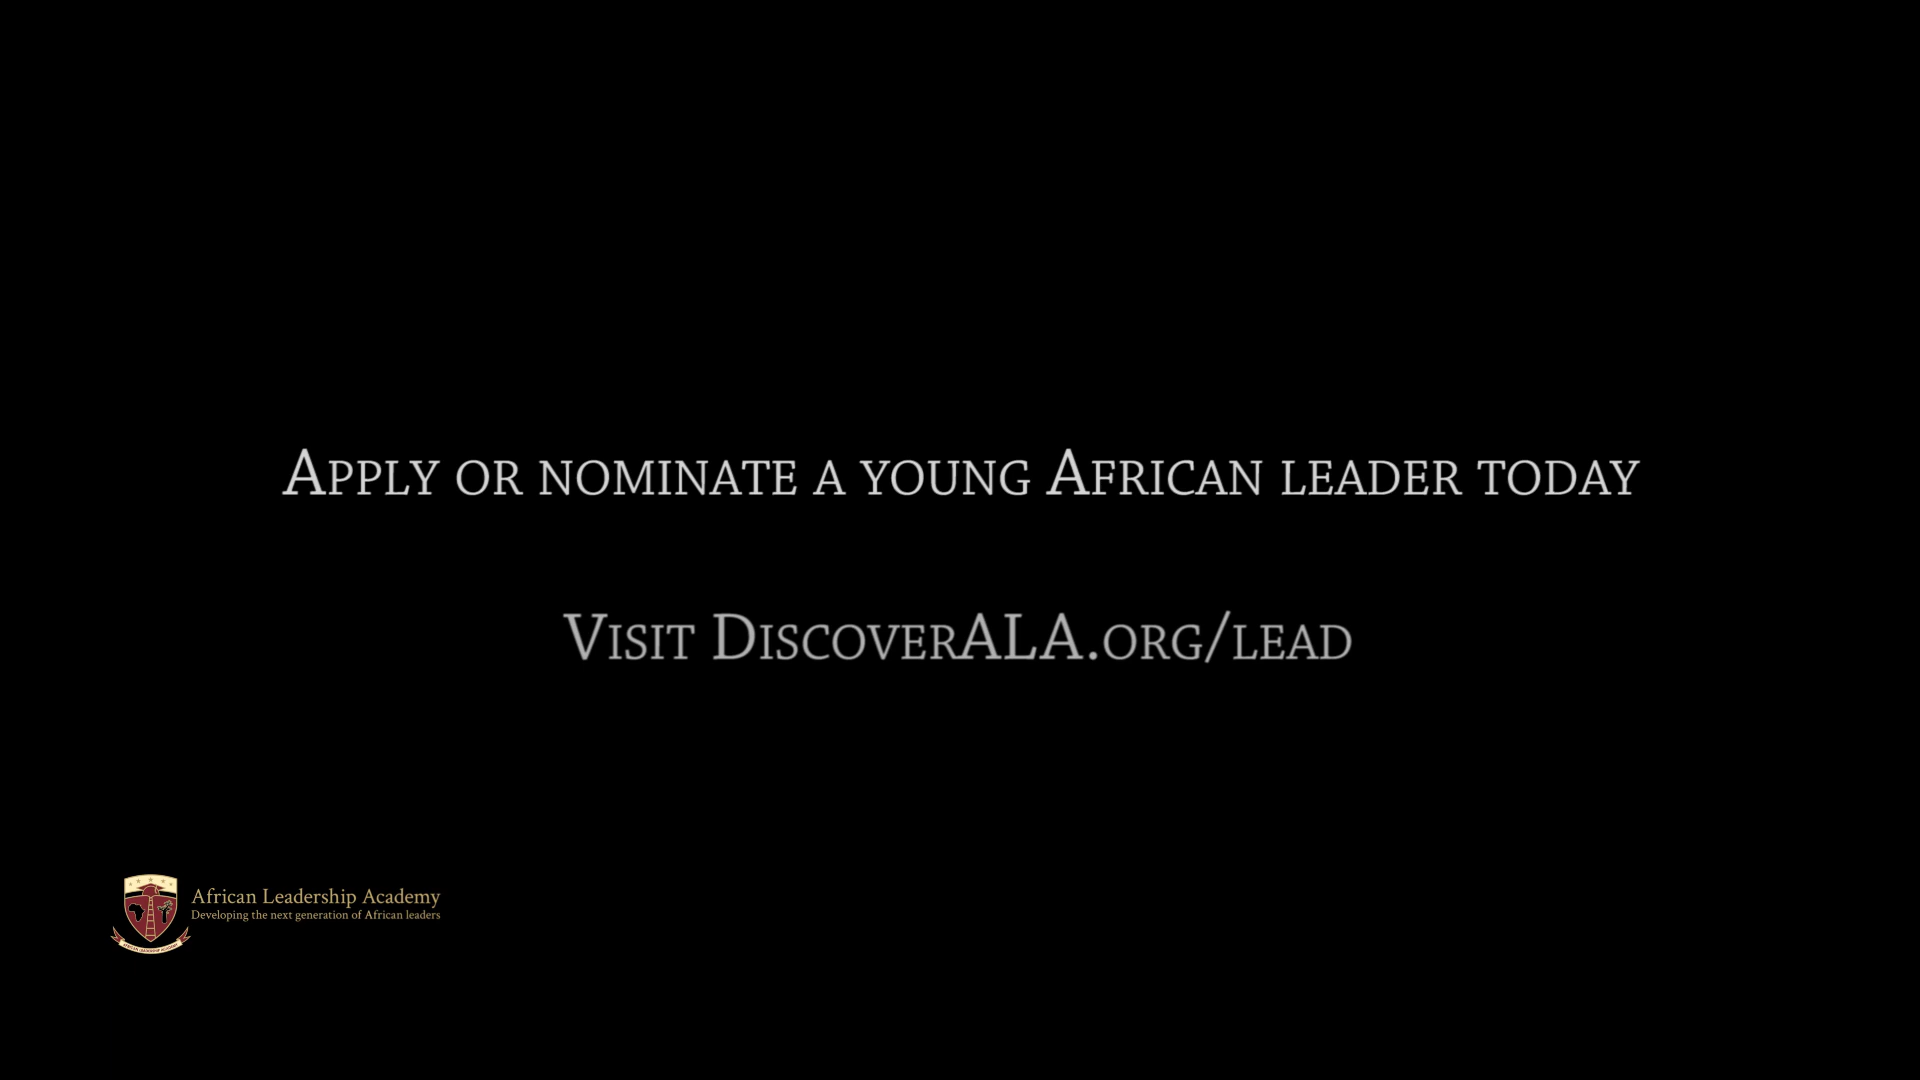 Apply or nominate a young African leader today
Visit DiscoverALA.org/lead
African Leadership Academy
Developing the next generation of African leaders